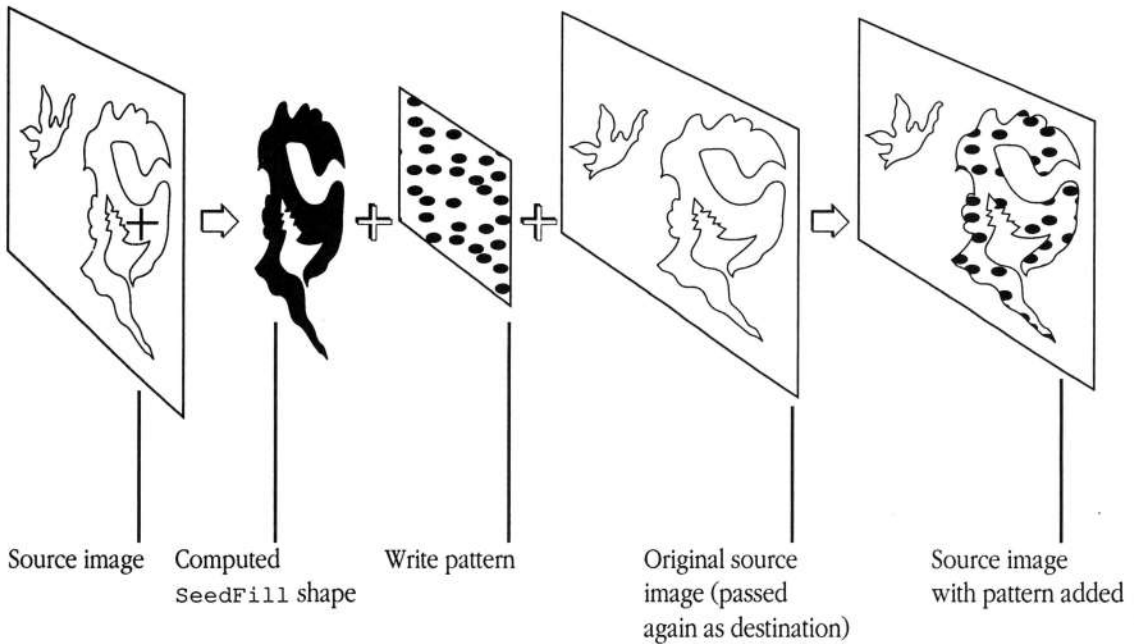 Source image
Computed
SeedFill shape
Write pattern
Original source
image (passed
again as destination)
Source image
with pattern added